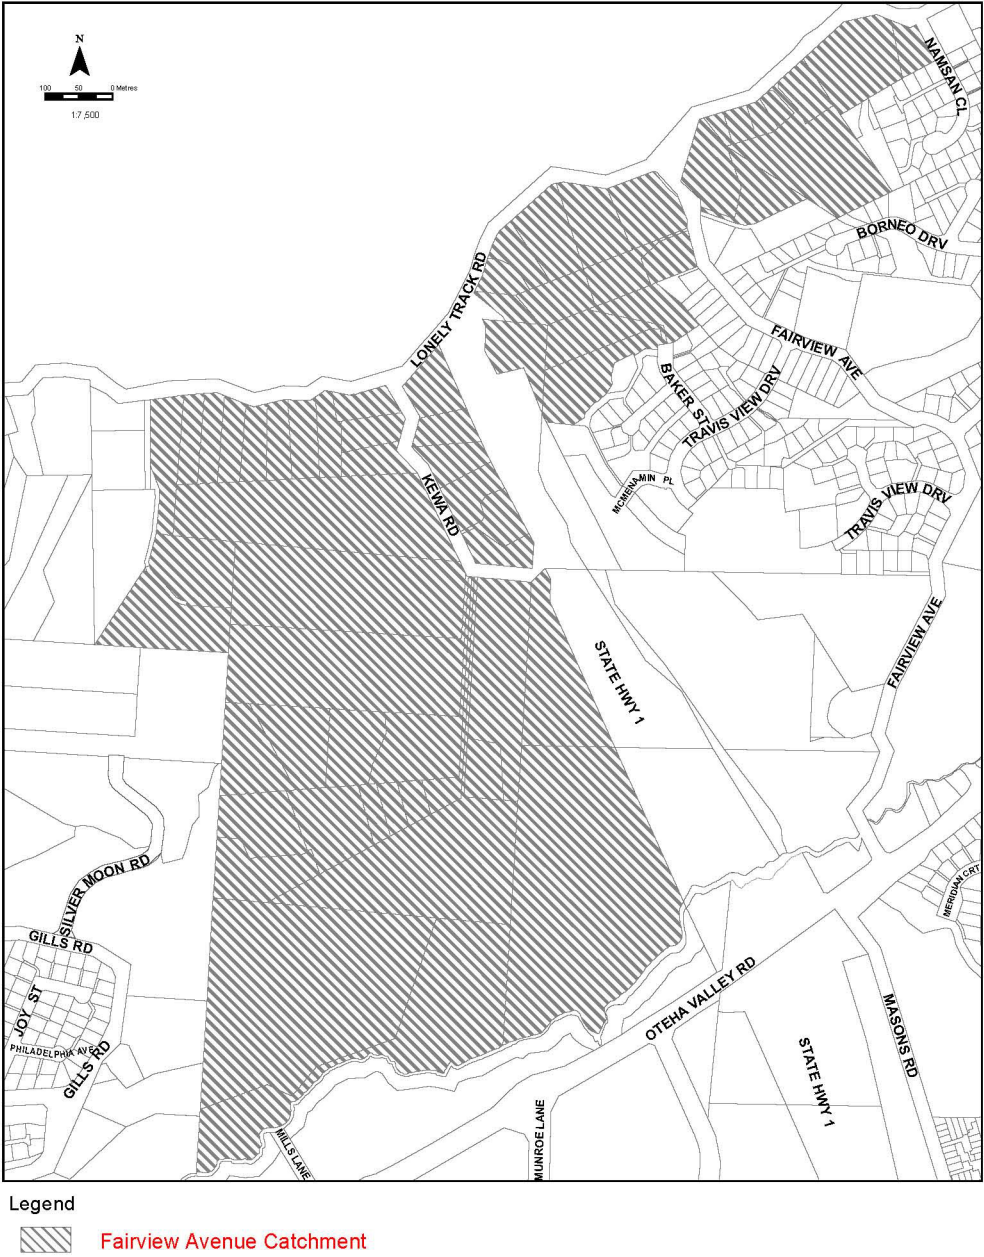 N
100 50 0 Metres
1:7,500
NAMSAN CL
BORNEO DRV
LONELY TRACK RD
FAIRVIEW AVE
BAKER ST
TRAVIS VIEW DRV
MCMENAMIN PL
KEWA RD
TRAVIS VIEW DRV
FAIRVIEW AVE
STATE HWY 1
SILVER MOON RD
MERIDIAN CRT
GILLS RD
OTEHA VALLEY RD
JOY ST
MASONS RD
PHILADELPHIA AVE
GILLS RD
STATE HWY 1
MILLS LANE
MUNROE LANE
Legend
Fairview Avenue Catchment